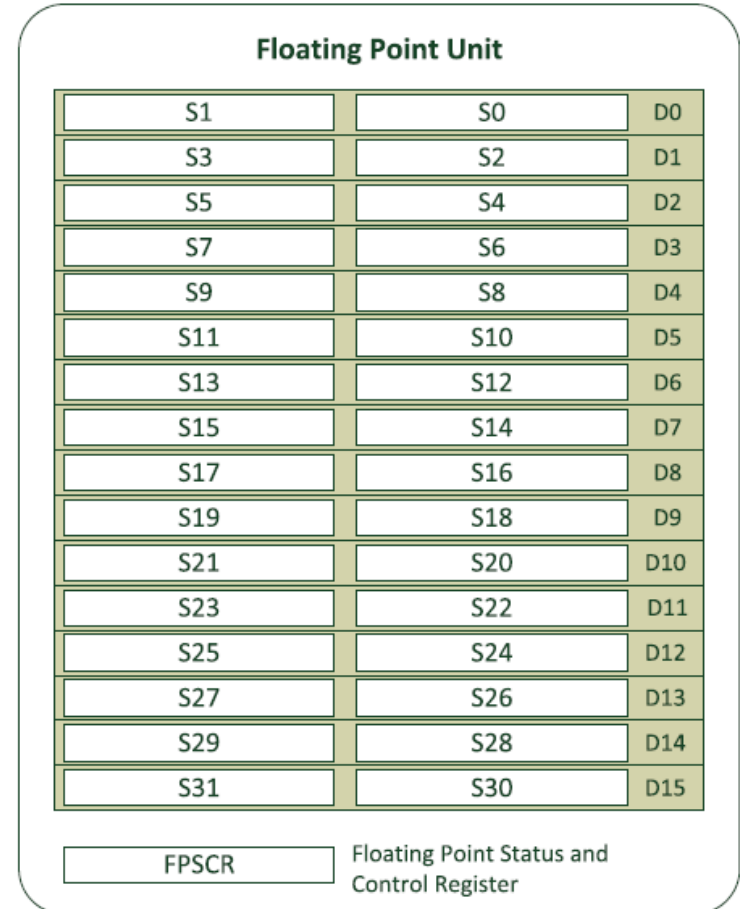 Floating Point Unit
S1 S0 D0
S3 S2 D1
S5 S4 D2
S7 S6 D3
S9 S8 D4
S11 S10 D5
S13 S12 D6
S15 S14 D7
S17 S16 D8
S19 S18 D9
S21 S20 D10
S23 S22 D11
S25 S24 D12
S27 S26 D13
S29 S28 D14
S31 S30 D15
FPSCR
Floating Point Status and
Control Register